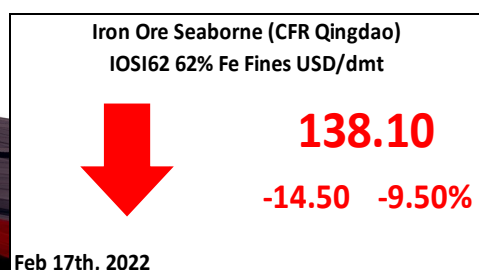 Iron Ore Seaborne (CFR Qingdao)
IOSI62 62% Fe Fines USD/dmt
138.10
-14.50 -9.50%
Feb 17th, 2022